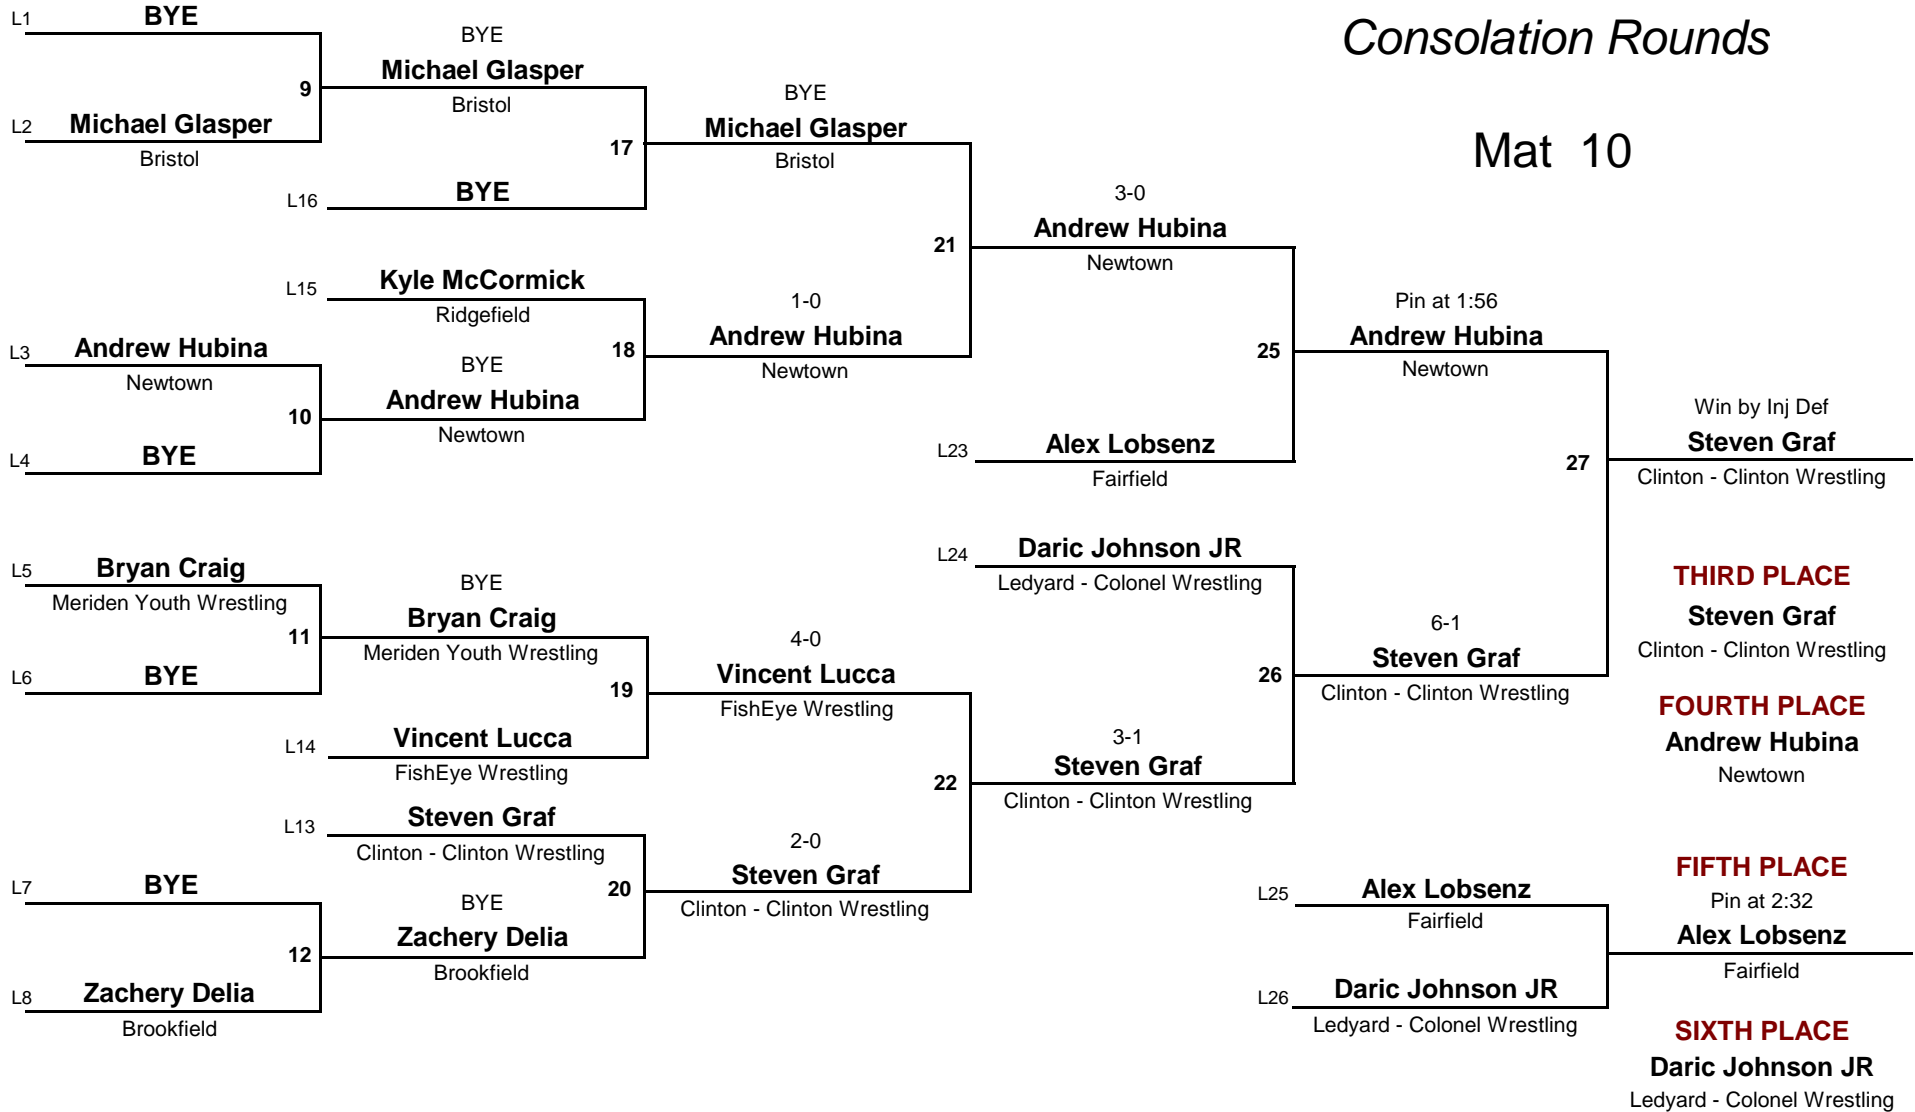 Consolation Rounds
Mat 10
L1 BYE
9
L2 Michael Glasper
Bristol
BYE
Michael Glasper
Bristol
17
L16 BYE
BYE
Michael Glasper
Bristol
21
L15 Kyle McCormick
Ridgefield
18
L3 Andrew Hubina
Newtown
10
L4 BYE
BYE
Andrew Hubina
Newtown
1-0
Andrew Hubina
Newtown
3-0
Andrew Hubina
Newtown
25
L23 Alex Lobsenz
Fairfield
Pin at 1:56
Andrew Hubina
Newtown
27
Win by Inj Def
Steven Graf
Clinton - Clinton Wrestling
L5 Bryan Craig
Meriden Youth Wrestling
11
L6 BYE
BYE
Bryan Craig
Meriden Youth Wrestling
19
L14 Vincent Lucca
FishEye Wrestling
4-0
Vincent Lucca
FishEye Wrestling
22
L13 Steven Graf
Clinton - Clinton Wrestling
20
L7 BYE
12
L8 Zachery Delia
Brookfield
BYE
Zachery Delia
Brookfield
2-0
Steven Graf
Clinton - Clinton Wrestling
L24 Daric Johnson JR
Ledyard - Colonel Wrestling
26
3-1
Steven Graf
Clinton - Clinton Wrestling
6-1
Steven Graf
Clinton - Clinton Wrestling
THIRD PLACE
Steven Graf
Clinton - Clinton Wrestling
FOURTH PLACE
Andrew Hubina
Newtown
L25 Alex Lobsenz
Fairfield
L26 Daric Johnson JR
Ledyard - Colonel Wrestling
FIFTH PLACE
Pin at 2:32
Alex Lobsenz
Fairfield
SIXTH PLACE
Daric Johnson JR
Ledyard - Colonel Wrestling